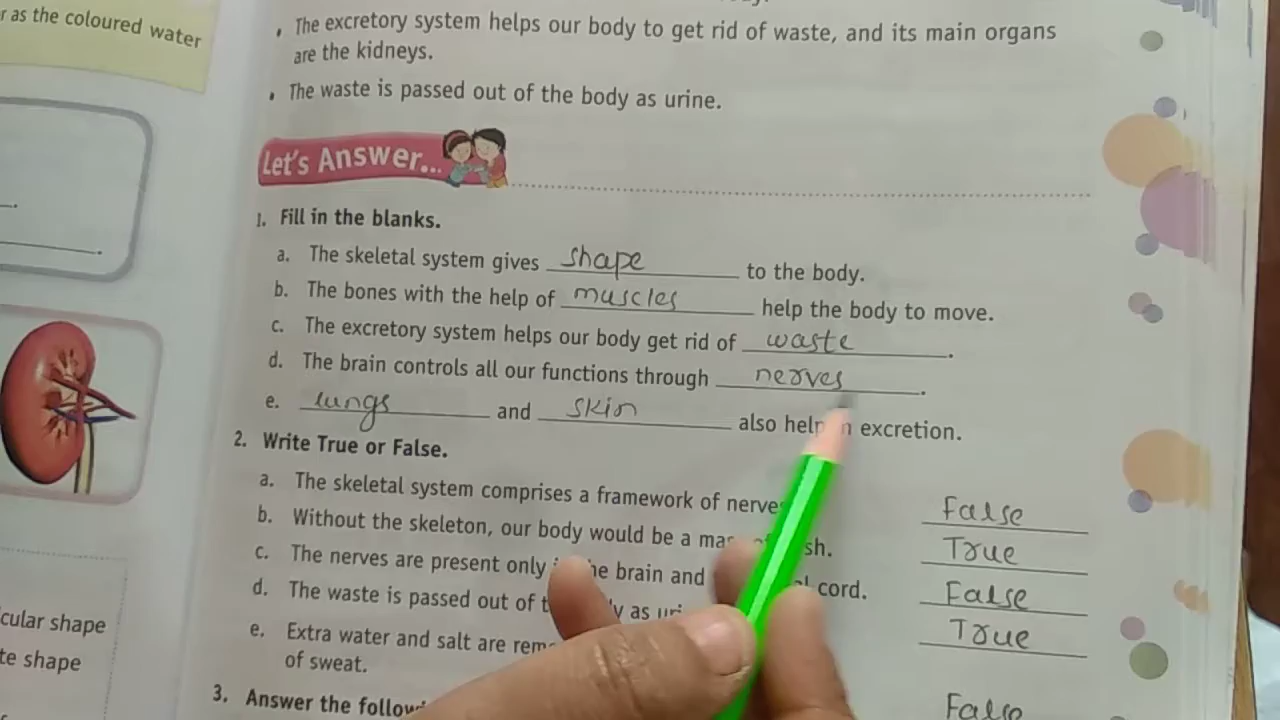 r as the coloured water
• The excretory system helps our body to get rid of waste, and its main organs
are the kidneys.
• The waste is passed out of the body as urine.
Let's Answer...
1. Fill in the blanks.
a. The skeletal system gives shape to the body.
b. The bones with the help of muscles help the body to move.
c. The excretory system helps our body get rid of waste.
d. The brain controls all our functions through nerves.
e. lungs and skin also help excretion.
2. Write True or False.
a. The skeletal system comprises a framework of nerve False
b. Without the skeleton, our body would be a sh. True
c. The nerves are present only he brain and cord. False
d. The waste is passed out of as True
e. Extra water and salt are
of sweat.
False
3. Answer the
cular shape
te shape